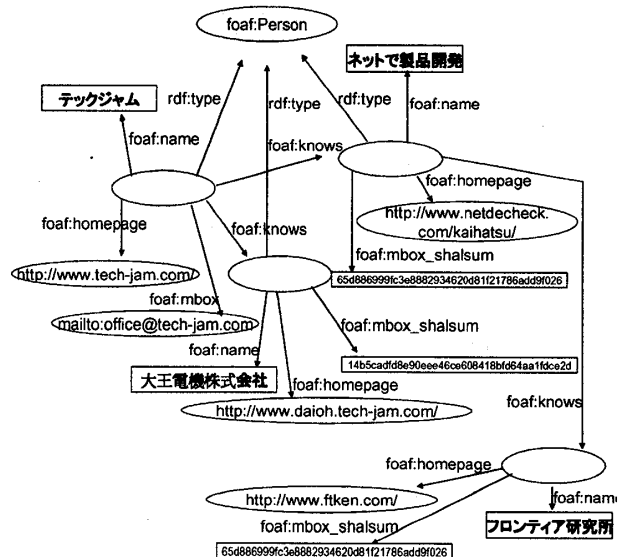 foaf:Person
ネットで製品開発
テックジャム
rdf:type
rdf:type
rdf:type
foaf:name
foaf:name
foaf:knows
foaf:homepage
http://www.netdecheck.
com/kaihatsu/
foaf:homepage
foaf:knows
foaf:mbox_shalsum
http://www.tech-jam.com/
65d886999fc3e8882934620d81f21786add9f026
foaf:mbox
mailto:office@tech-jam.com
foaf:mbox_shalsum
foaf:name
14b5cadfd8e90eee46ce608418bfd64aa1fdce2d
大王電機株式会社
foaf:homepage
foaf:knows
http://www.daioh.tech-jam.com/
foaf:homepage
http://www.ftken.com/
foaf:name
foaf:mbox_shalsum
フロンティア研究所
65d886999fc3e8882934620d81f21786add9f026